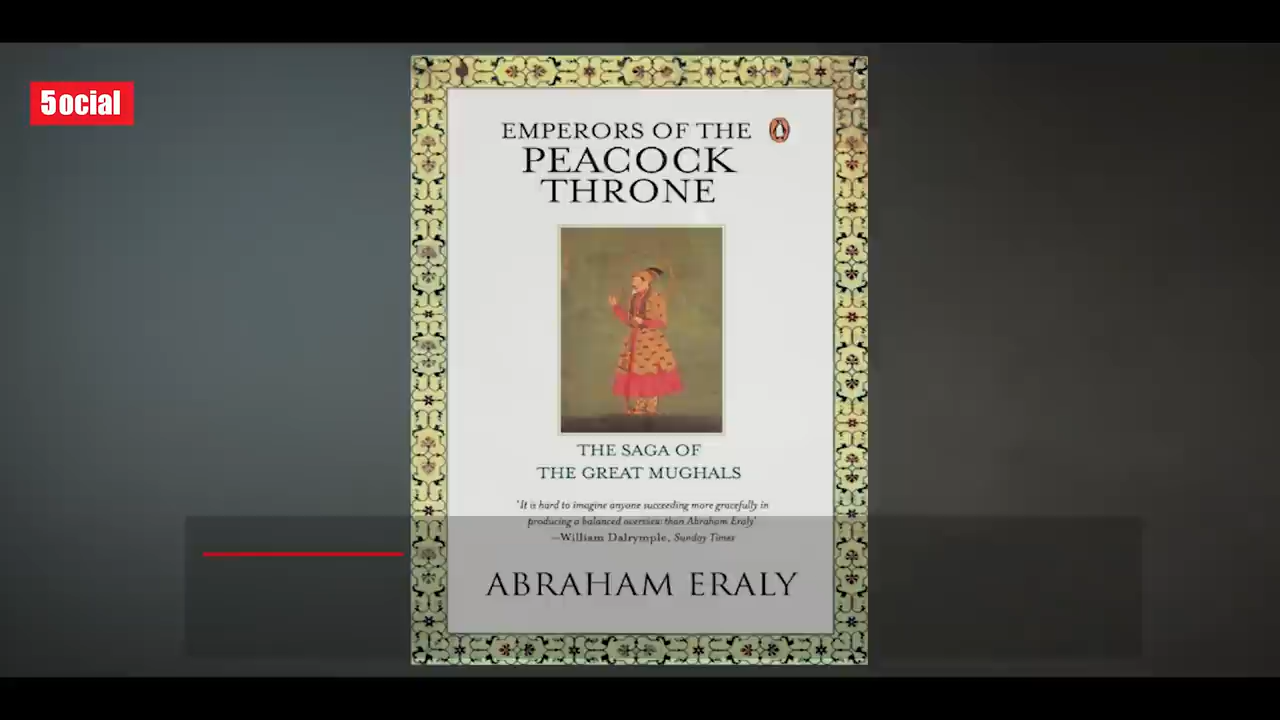 5ocial
EMPERORS OF THE
PEACOCK
THRONE
THE SAGA OF
THE GREAT MUGHALS
'It is hard to imagine anyone succeeding more gracefully in
producing a balanced overview than Abraham Eraly'
—William Dalrymple, Sunday Times
ABRAHAM ERALY